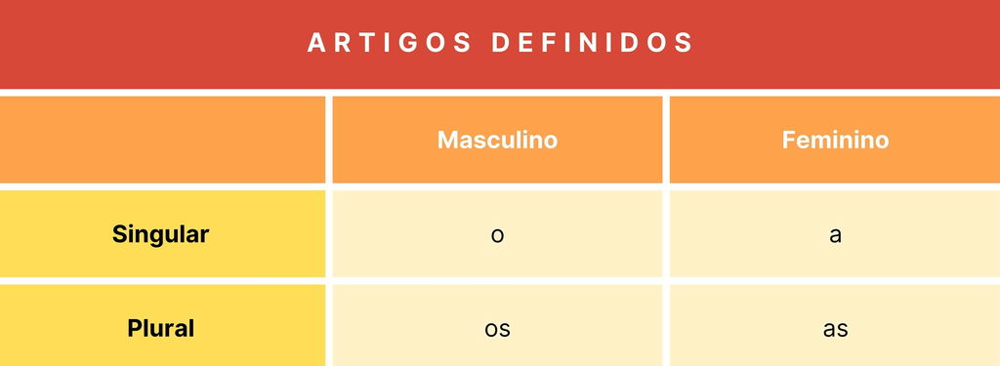 ARTIGOS DEFINIDOS
Masculino Feminino
Singular o a
Plural os as